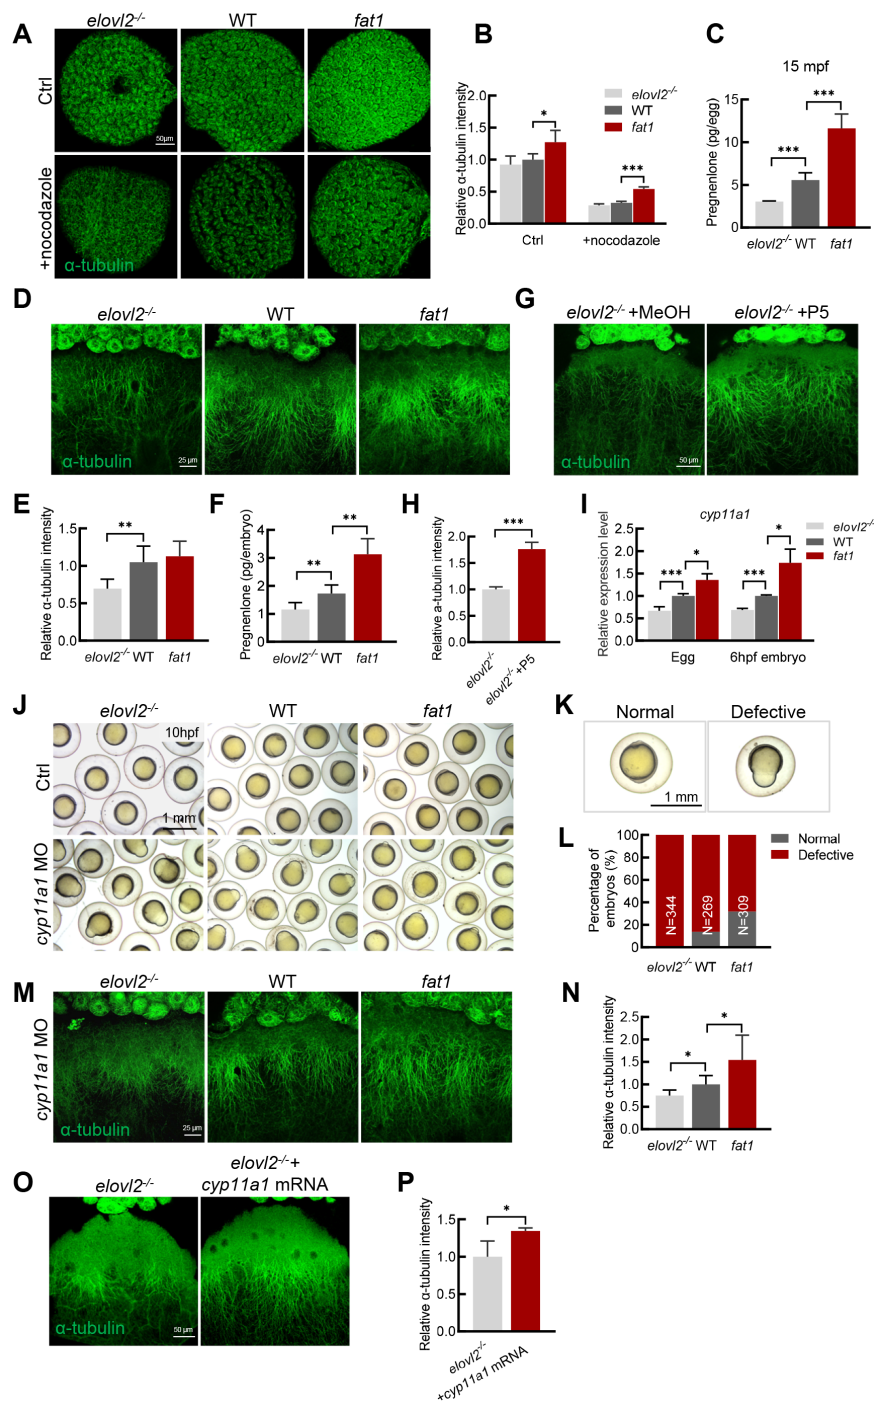 A
elovl2-/-
WT
fat1
Ctrl
50μm
+nocodazole
α-tubulin
B
Relative α-tubulin intensity
2.0
1.5
1.0
0.5
0.0
Ctrl
+nocodazole
*
***
elovl2-/-
WT
fat1
C
15 mpf
Pregnenlone (pg/egg)
15
10
5
0
***
***
elovl2-/- WT fat1
D
elovl2-/-
WT
fat1
α-tubulin
25 μm
G
elovl2-/- +MeOH
elovl2-/- +P5
α-tubulin
50 μm
E
Relative α-tubulin intensity
1.5
1.0
0.5
0.0
**
elovl2-/- WT fat1
F
Pregnenlone (pg/embryo)
4
3
2
1
0
**
**
elovl2-/- WT fat1
H
Relative a-tubulin intensity
2.0
1.5
1.0
0.5
0.0
***
elovl2-/-
elovl2-/- +P5
I
cyp11a1
Relative expression level
2.5
2.0
1.5
1.0
0.5
0.0
***
*
***
*
Egg
6hpf embryo
elovl2-/-
WT
fat1
J
elovl2-/-
WT
fat1
Ctrl
10hpf
1 mm
cyp11a1 MO
K
Normal
Defective
1 mm
L
Percentage of
embryos (%)
100
80
60
40
20
0
N=344
N=269
N=309
elovl2-/- WT fat1
Normal
Defective
M
elovl2-/-
WT
fat1
cyp11a1 MO
α-tubulin
25 μm
N
Relative α-tubulin intensity
2.5
2.0
1.5
1.0
0.5
0.0
*
*
elovl2-/- WT fat1
O
elovl2-/-
elovl2-/-+
cyp11a1 mRNA
α-tubulin
50 μm
P
Relative α-tubulin intensity
1.5
1.0
0.5
0.0
*
elovl2-/-
+cyp11a1 mRNA